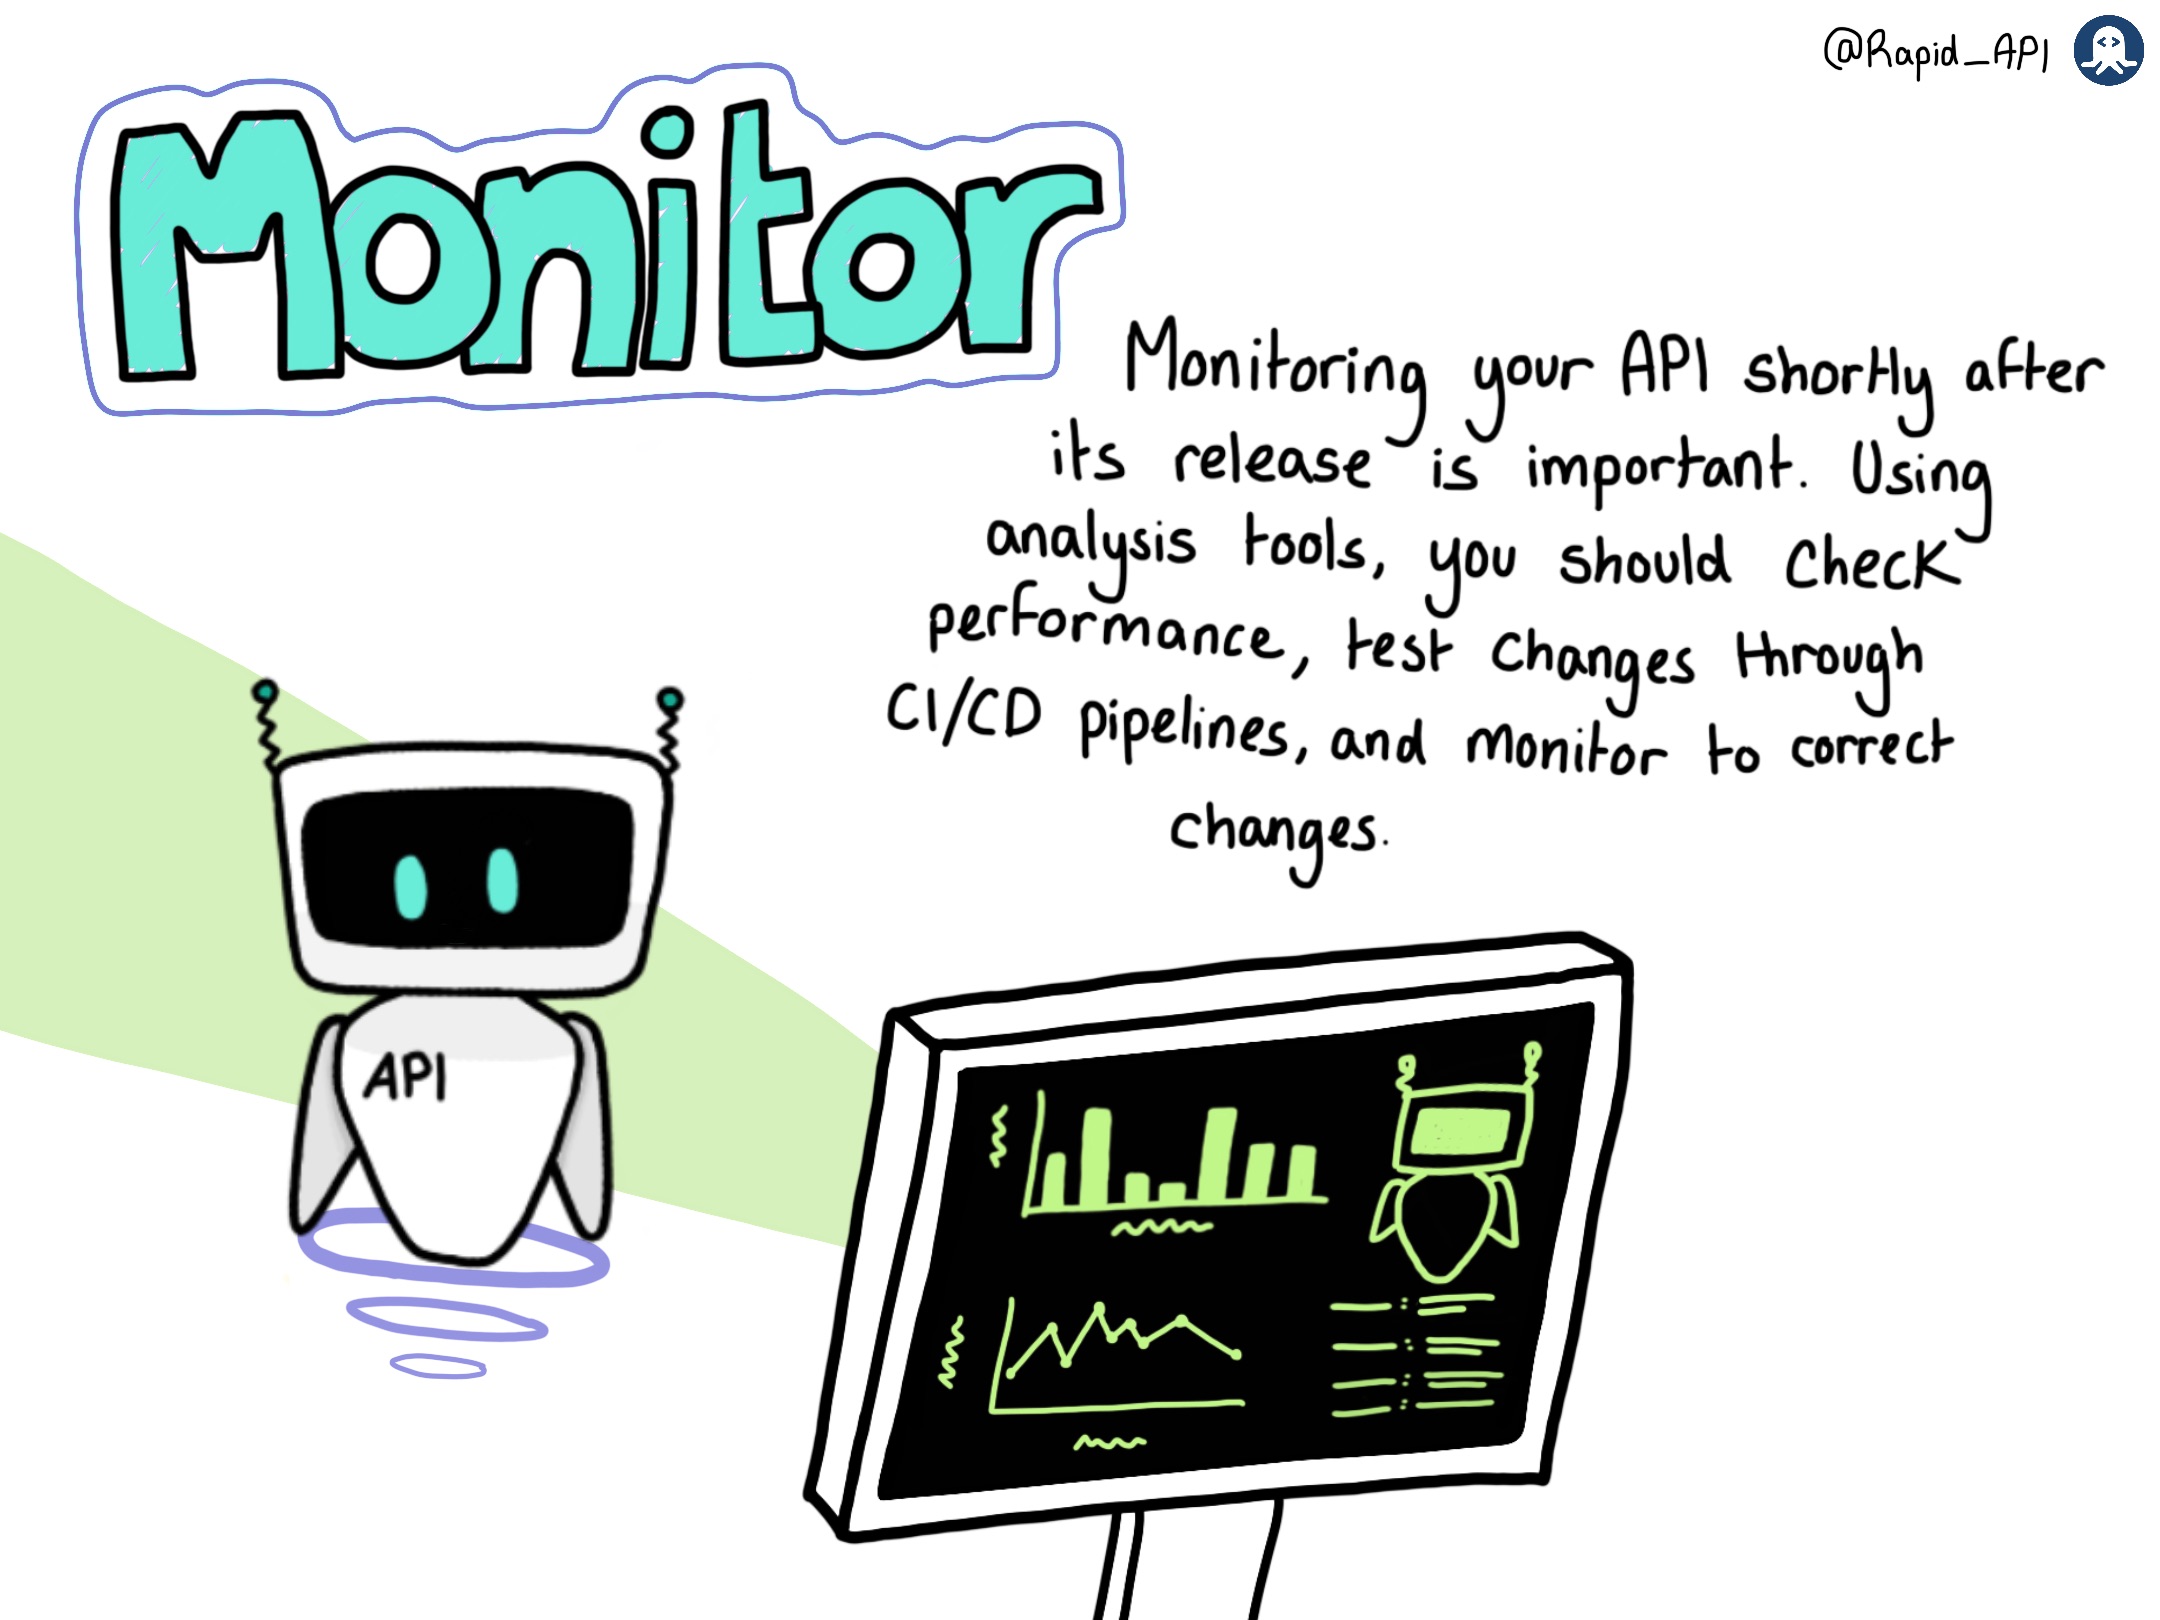 @Rapid_API
Monitor
Monitoring your API shortly after
its release is important. Using
analysis tools, you should check
performance, test changes through
CI/CD pipelines, and monitor to correct
changes.
API